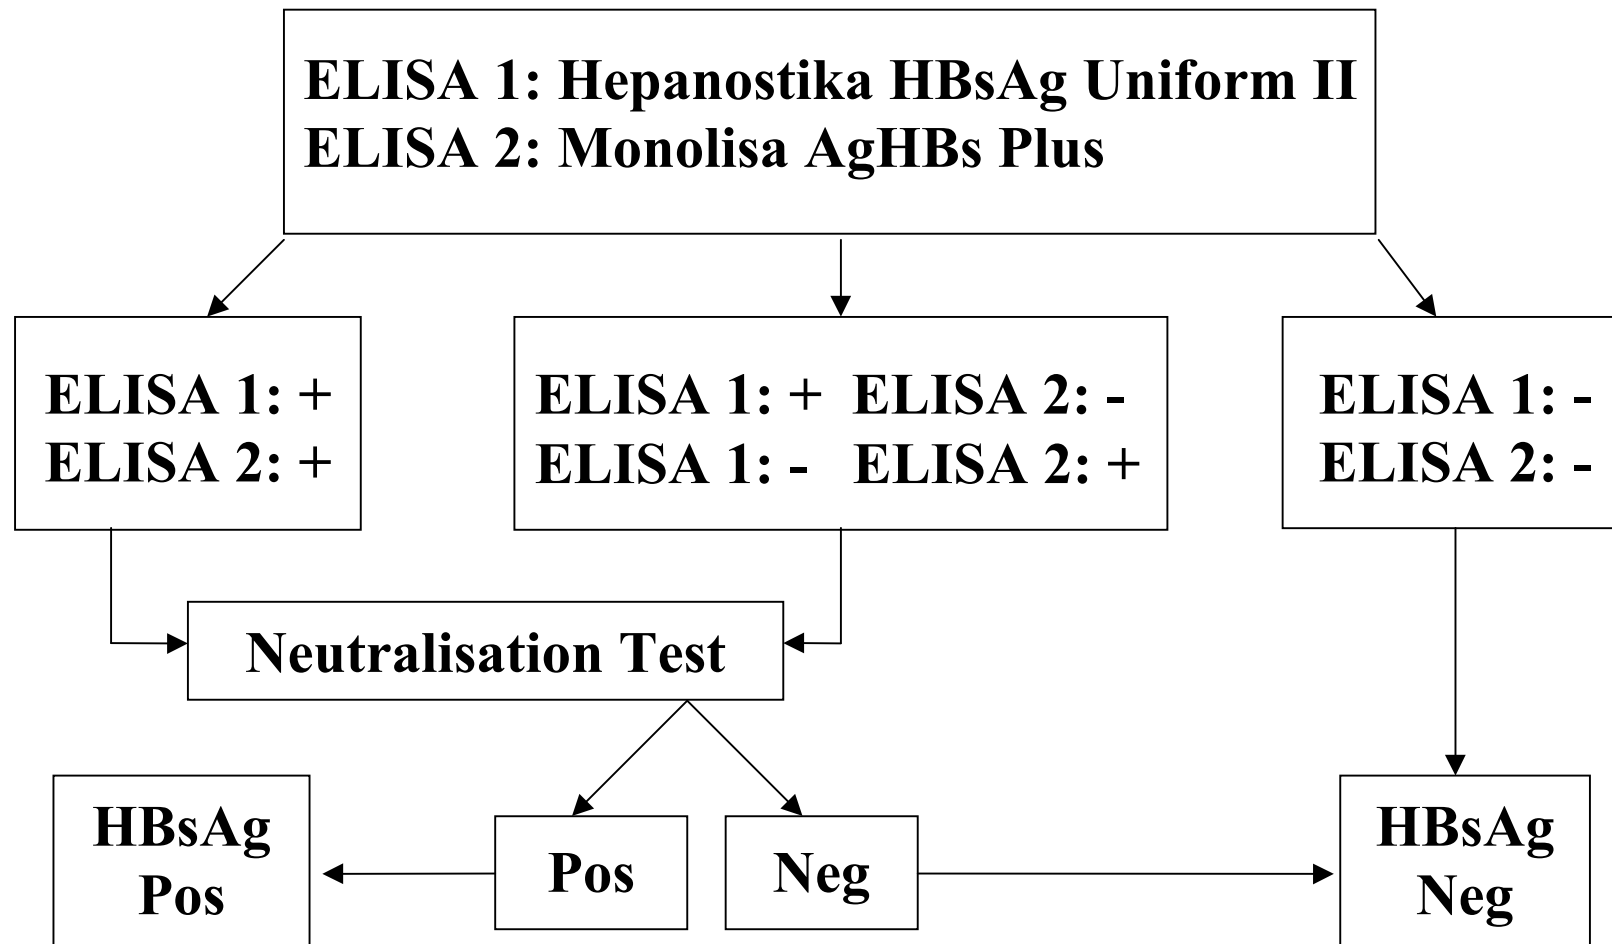 ELISA 1: Hepanostika HBsAg Uniform II
ELISA 2: Monolisa AgHBs Plus
ELISA 1: +
ELISA 2: +
ELISA 1: + ELISA 2: -
ELISA 1: - ELISA 2: +
ELISA 1: -
ELISA 2: -
Neutralisation Test
HBsAg
Pos
Pos
Neg
HBsAg
Neg